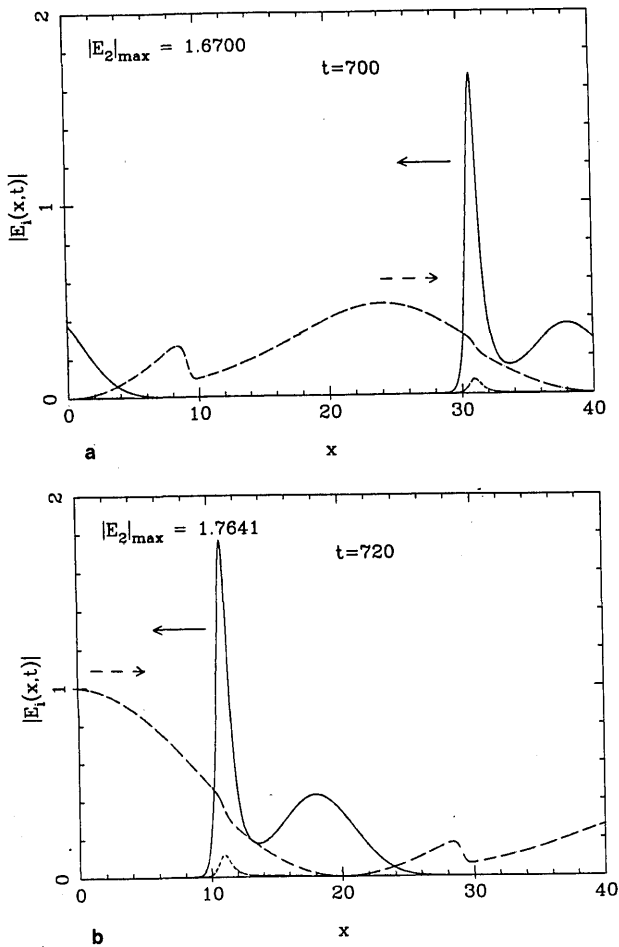 2
|E₂|max = 1.6700
t=700
1
|Eᵢ(x,t)|
0
0 10 20 30 40
x
a
2
|E₂|max = 1.7641
t=720
1
|Eᵢ(x,t)|
0
0 10 20 30 40
x
b